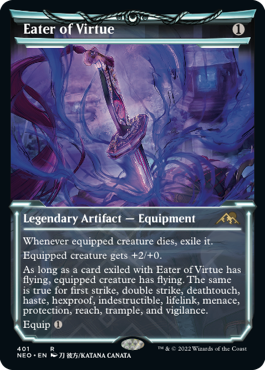 Eater of Virtue 1
Legendary Artifact — Equipment
Whenever equipped creature dies, exile it.
Equipped creature gets +2/+0.
As long as a card exiled with Eater of Virtue has
flying, equipped creature has flying. The same
is true for first strike, double strike, deathtouch,
haste, hexproof, indestructible, lifelink, menace,
protection, reach, trample, and vigilance.
Equip 1
401 R
NEO • EN 刀 彼方/KATANA CANATA
™ & © 2022 Wizards of the Coast